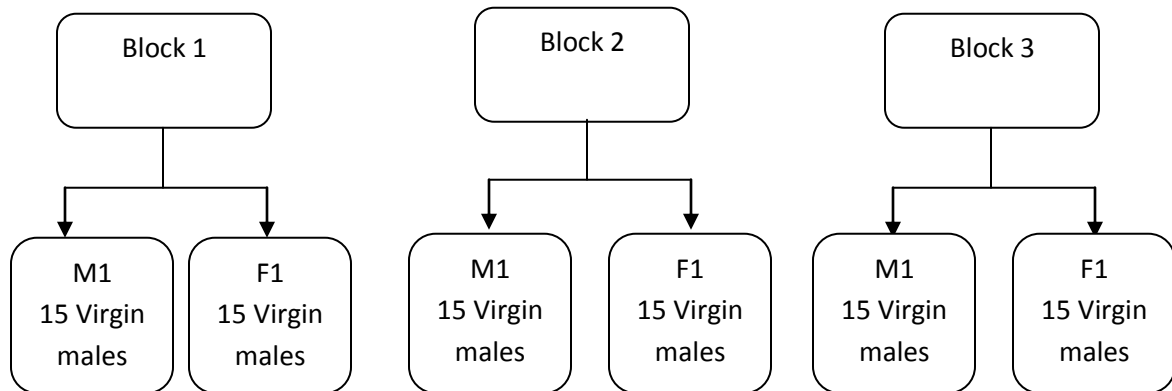 Block 1
Block 2
Block 3
M1
15 Virgin
males
F1
15 Virgin
males
M1
15 Virgin
males
F1
15 Virgin
males
M1
15 Virgin
males
F1
15 Virgin
males